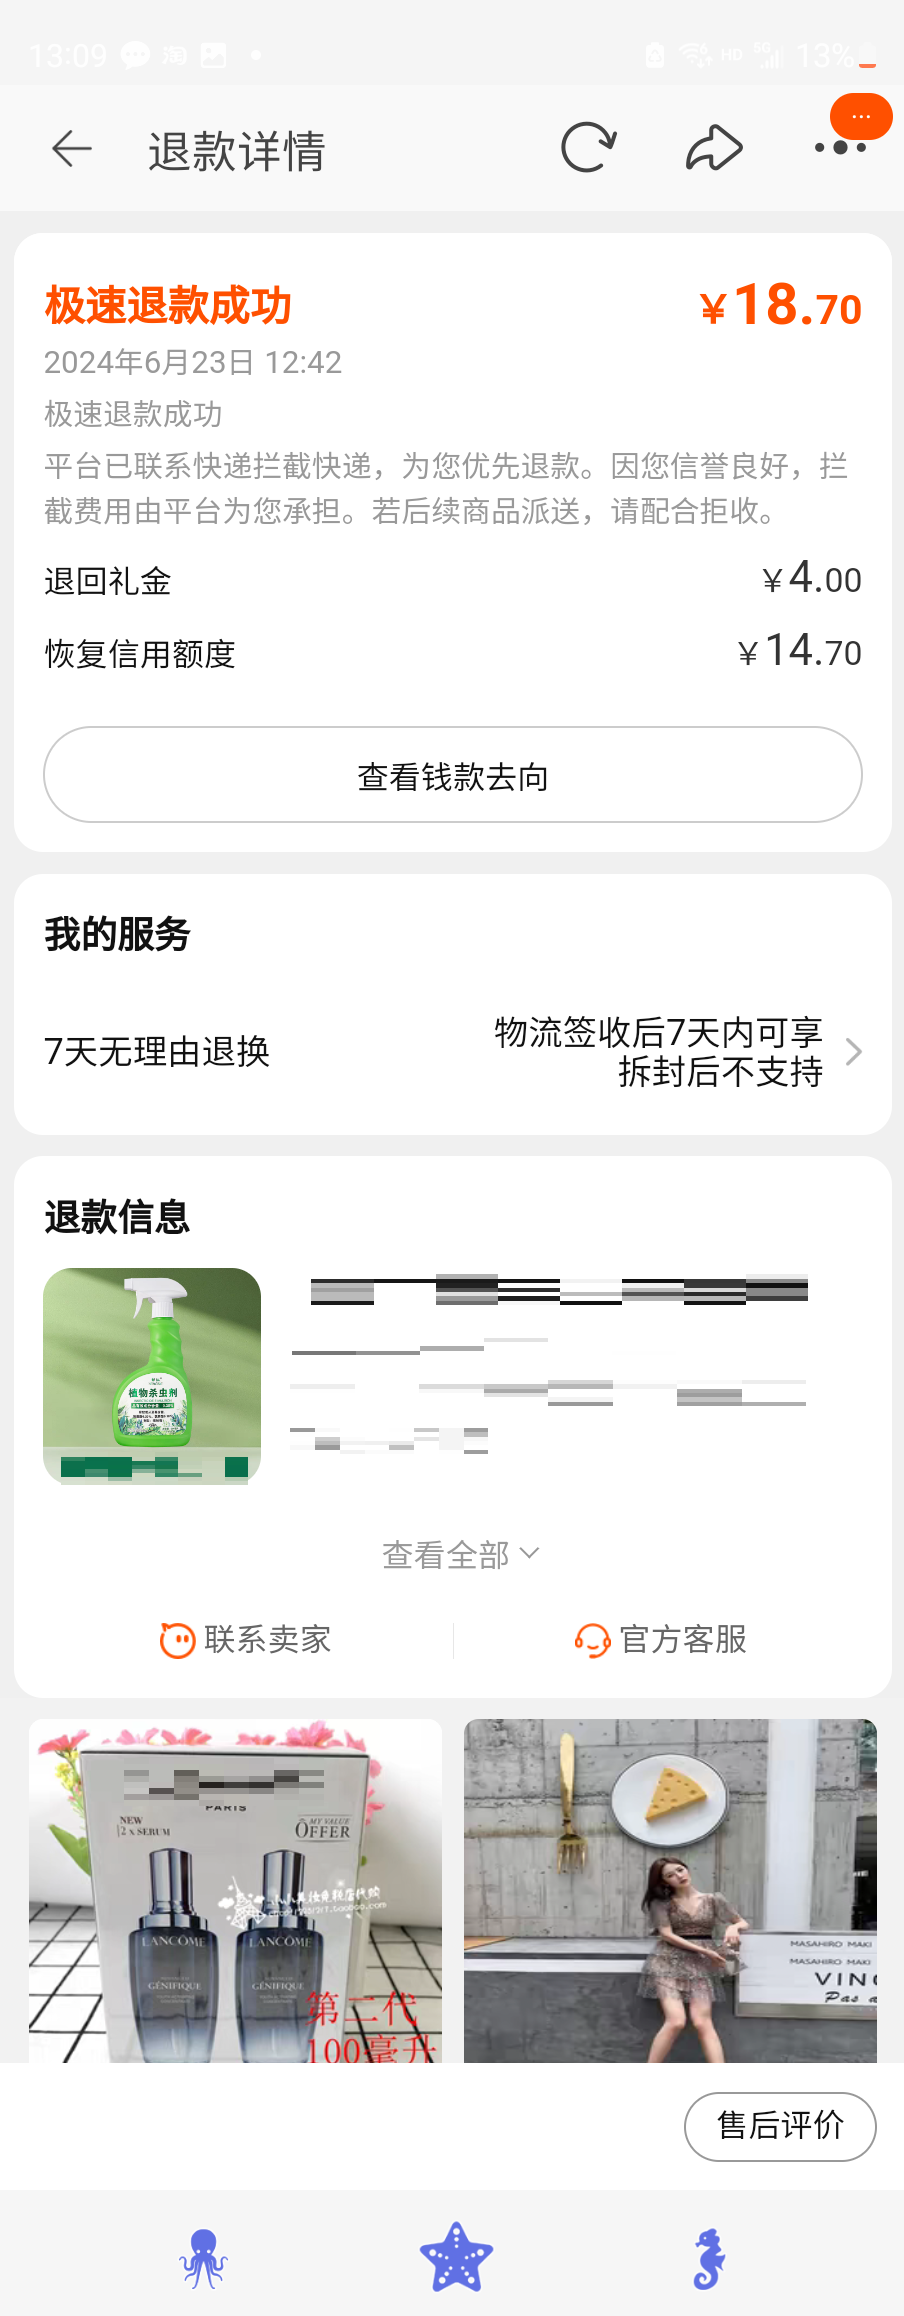 13:09
淘
HD
5G
13%
退款详情
极速退款成功
￥18.70
2024年6月23日 12:42
极速退款成功
平台已联系快递拦截快递，为您优先退款。因您信誉良好，拦
截费用由平台为您承担。若后续商品派送，请配合拒收。
退回礼金
￥4.00
恢复信用额度
￥14.70
查看钱款去向
我的服务
7天无理由退换
物流签收后7天内可享
拆封后不支持
退款信息
植物杀虫剂
查看全部
联系卖家
官方客服
PARIS
NEW
2 x SERUM
MY VALUE
OFFER
LANCÔME
LANCÔME
GÉNIFIQUE
GÉNIFIQUE
第二代
100毫升
MASAHIRO MAKI
MASAHIRO MAKI
Pas a
售后评价